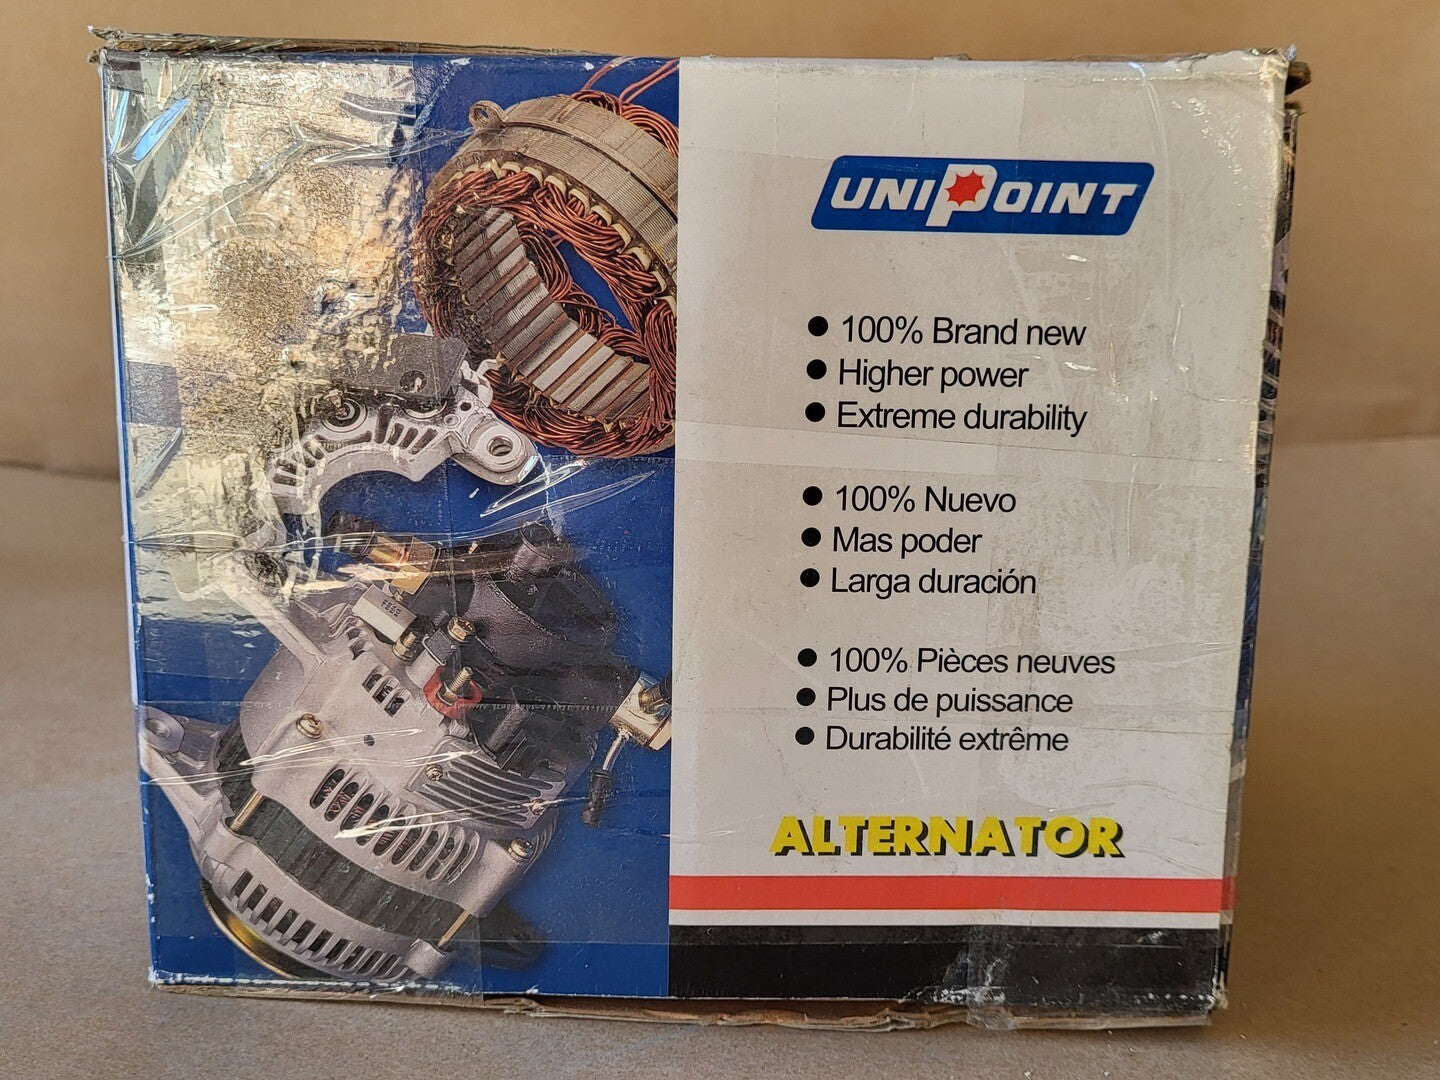 UNIPOINT
● 100% Brand new
● Higher power
● Extreme durability
● 100% Nuevo
● Mas poder
● Larga duración
● 100% Pièces neuves
● Plus de puissance
● Durabilité extrême
ALTERNATOR